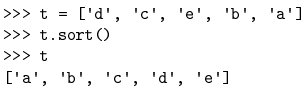 >>> t = ['d', 'c', 'e', 'b', 'a']
>>> t.sort()
>>> t
['a', 'b', 'c', 'd', 'e']